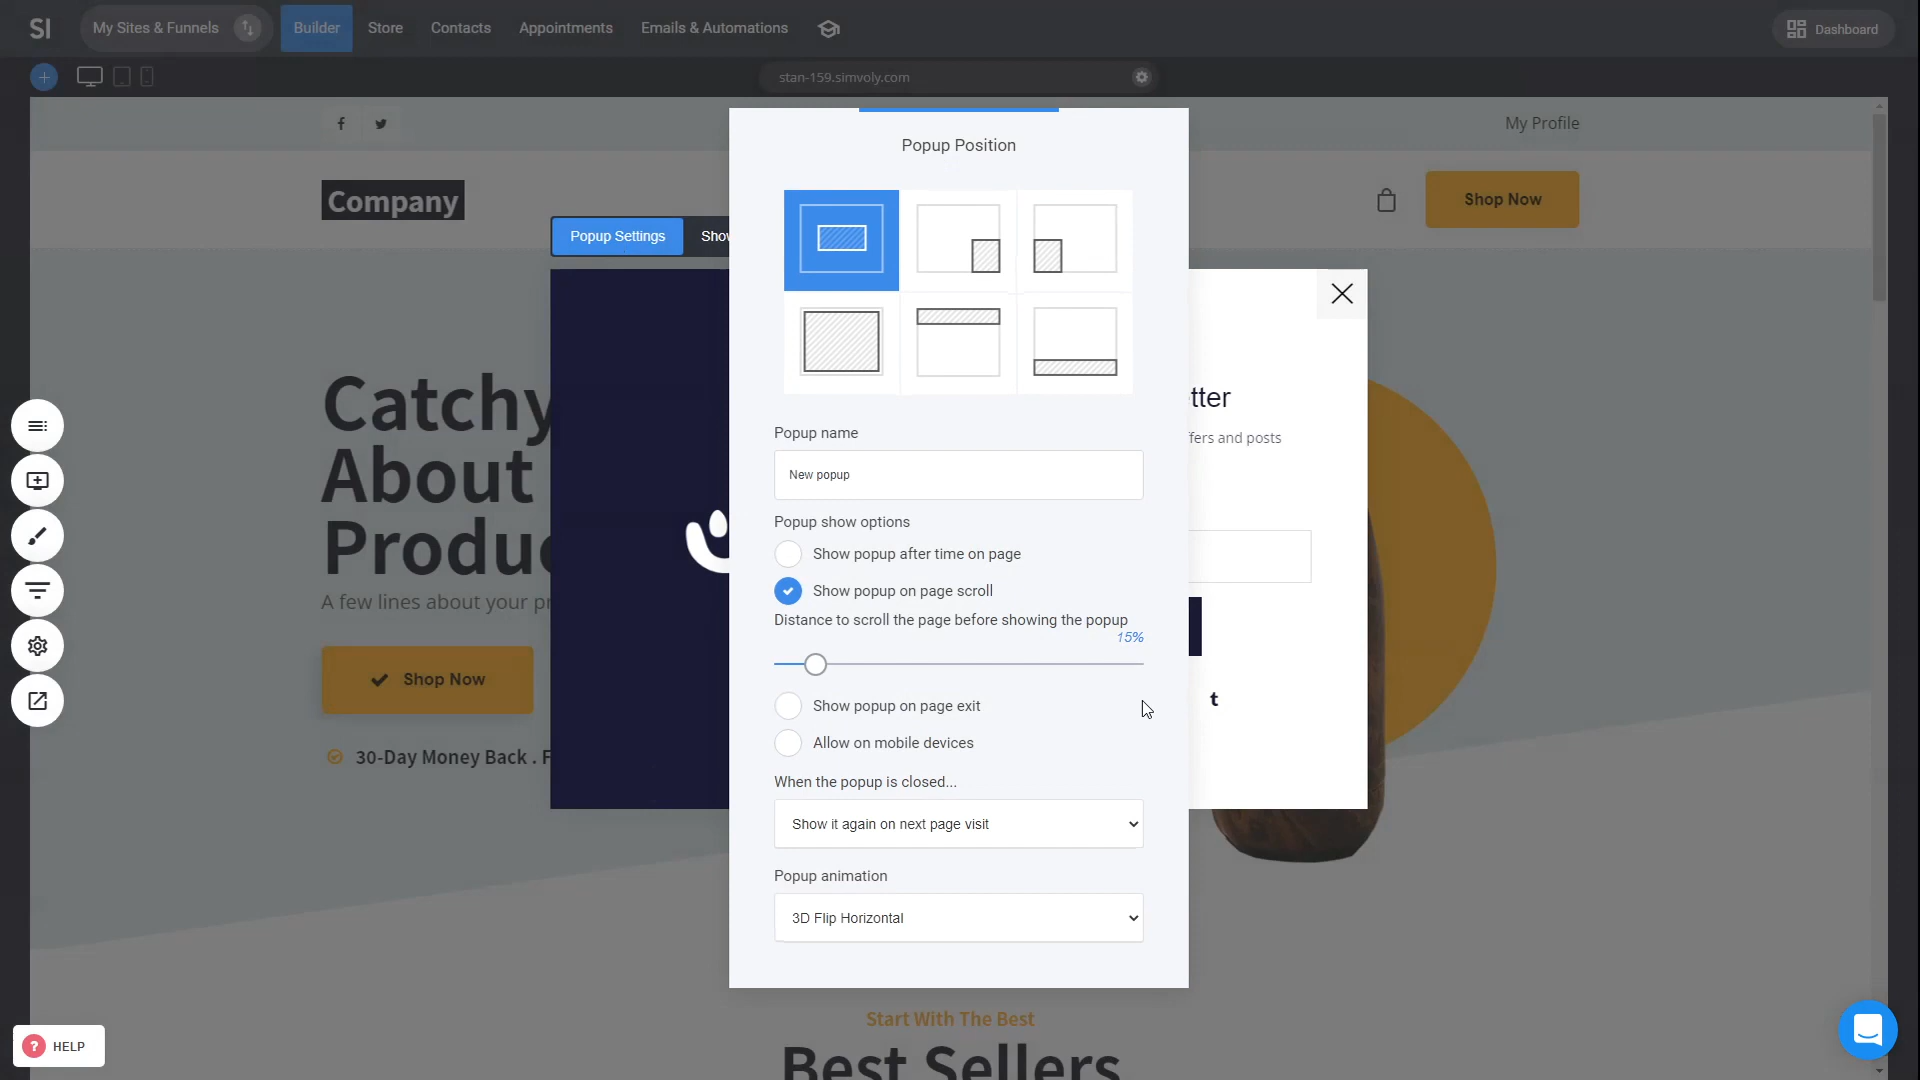 SI
My Sites & Funnels
Builder
Store
Contacts
Appointments
Emails & Automations
Dashboard
stan-159.simvoly.com
My Profile
Company
Shop Now
Popup Settings
Popup Position
Catchy
About
Shop Now
30-Day Money Back .
Popup name
New popup
Popup show options
Show popup after time on page
Show popup on page scroll
Distance to scroll the page before showing the popup
15%
Show popup on page exit
Allow on mobile devices
When the popup is closed...
Show it again on next page visit
Popup animation
3D Flip Horizontal
A few lines about your
and posts
Start With The Best
Best Sellers
? HELP